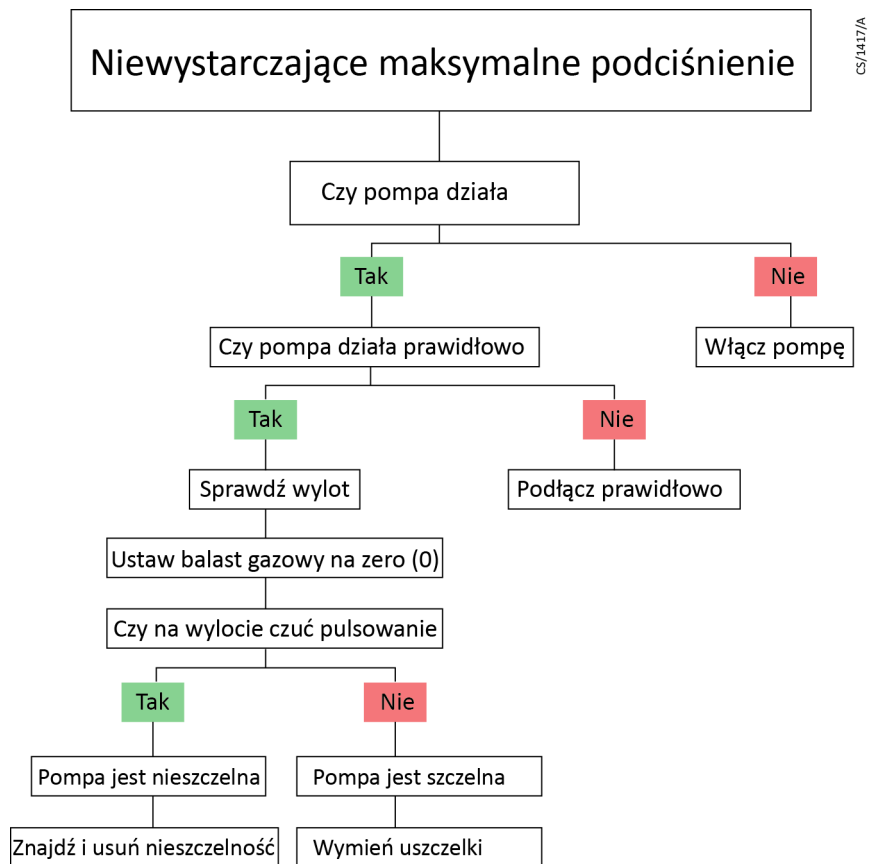 Niewystarczające maksymalne podciśnienie
CS/1417/A
Czy pompa działa
Tak
Nie
Czy pompa działa prawidłowo
Włącz pompę
Tak
Nie
Sprawdź wylot
Podłącz prawidłowo
Ustaw balast gazowy na zero (0)
Czy na wylocie czuć pulsowanie
Tak
Nie
Pompa jest nieszczelna
Pompa jest szczelna
Znajdź i usuń nieszczelność
Wymień uszczelki